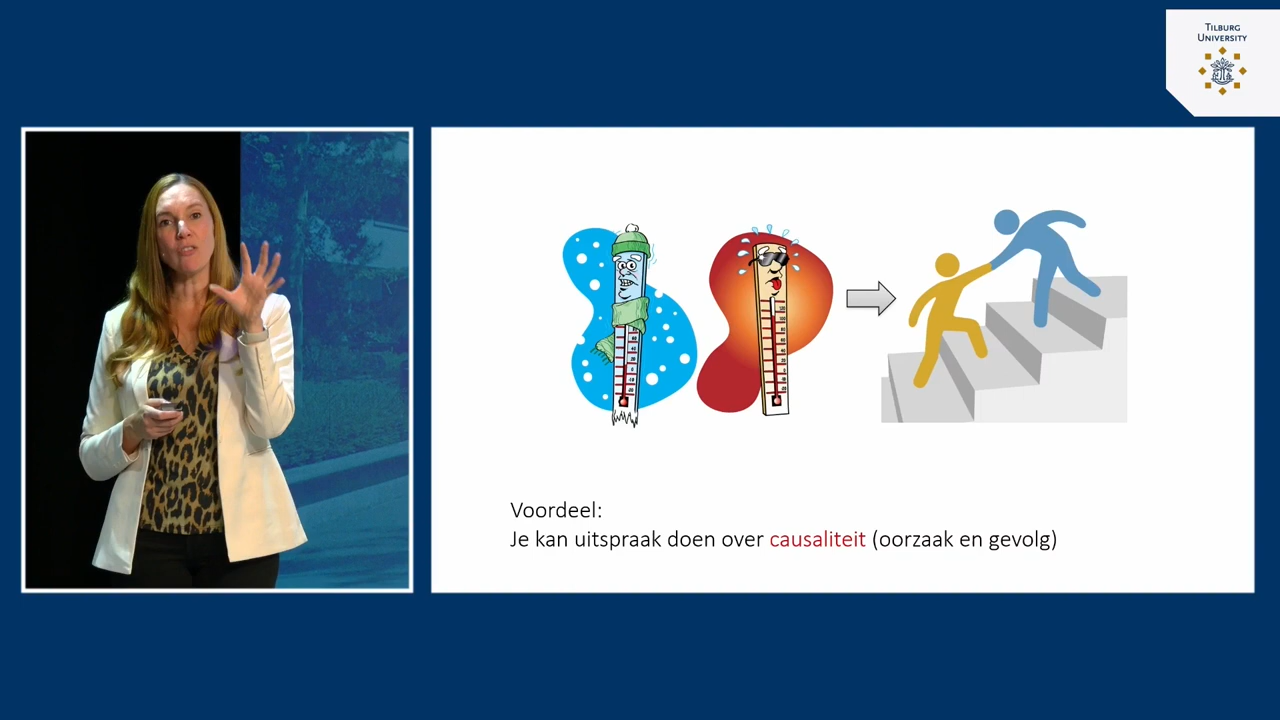 TILBURG
UNIVERSITY
Voordeel:
Je kan uitspraak doen over causaliteit (oorzaak en gevolg)